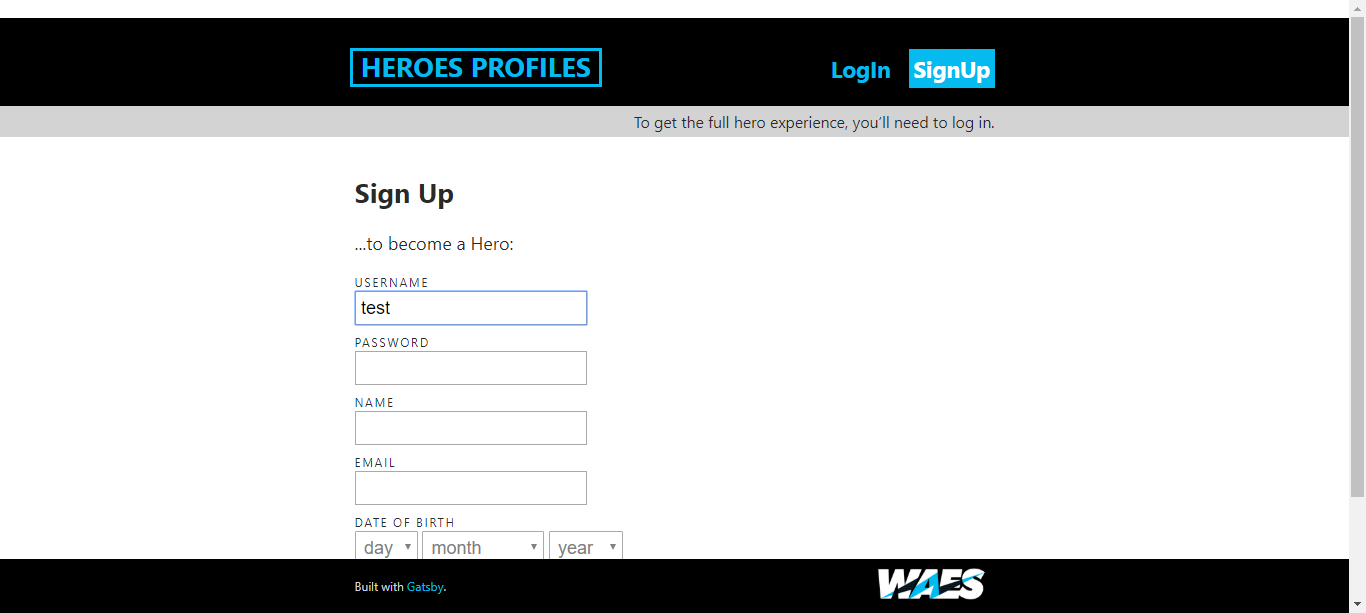 HEROES PROFILES
LogIn SignUp
To get the full hero experience, you'll need to log in.
Sign Up
...to become a Hero:
USERNAME
test
PASSWORD
NAME
EMAIL
DATE OF BIRTH
day month year
Built with Gatsby.
WAES